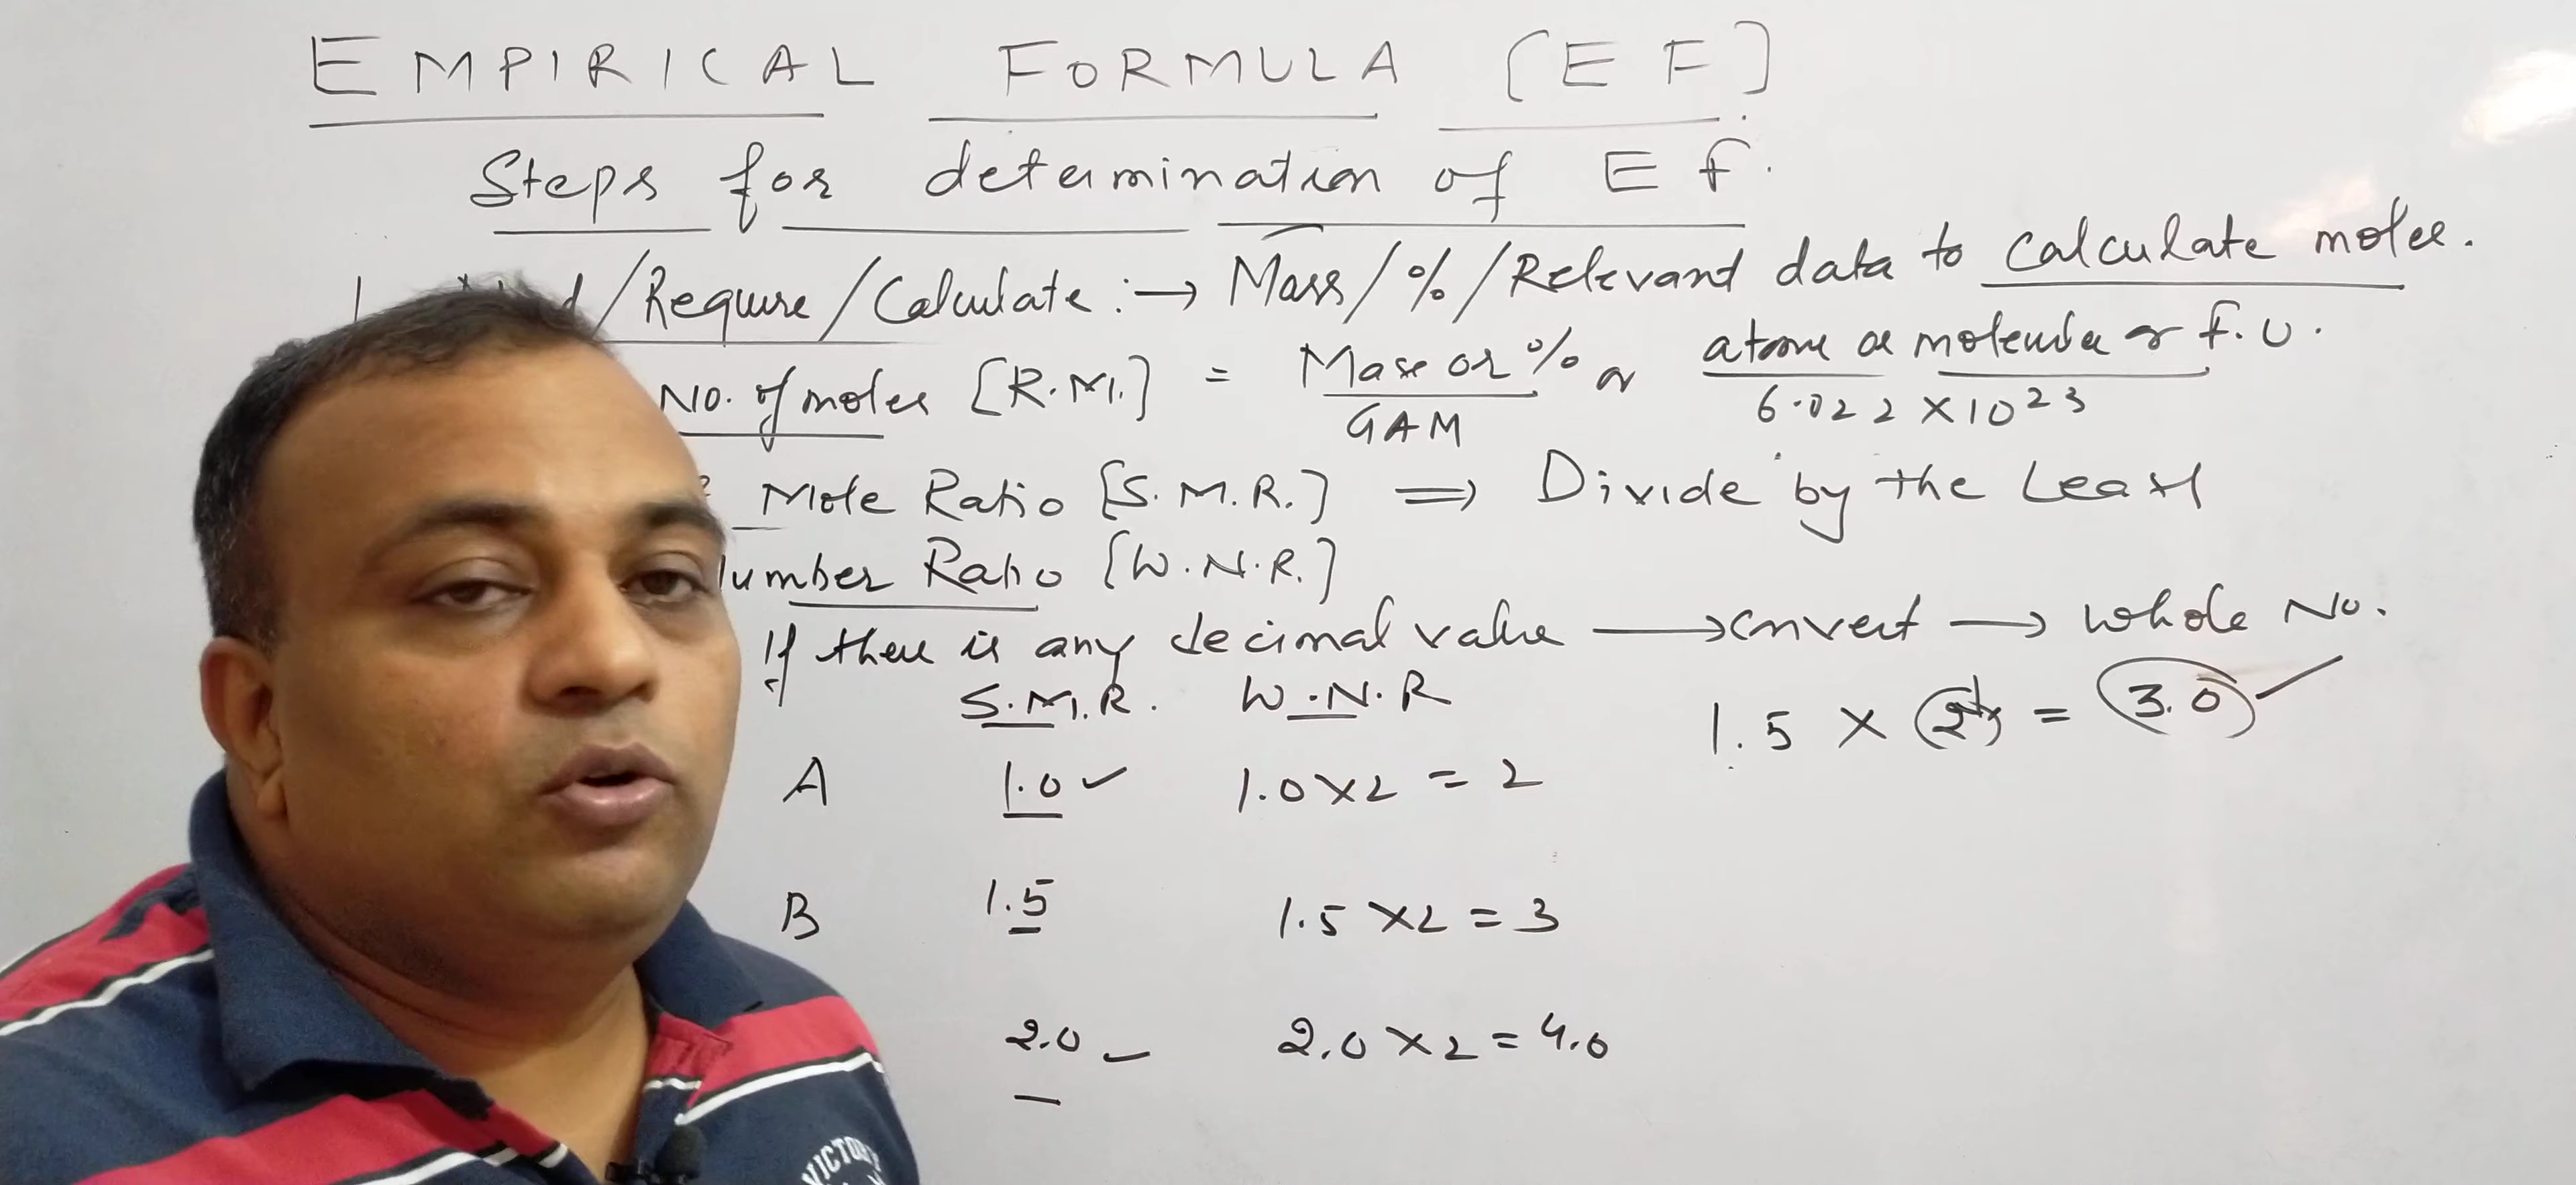 EMPIRICAL FORMULA [EF]
Steps for determination of EF.
1. /Require/Calculate :→ Mass/%/Relevant data to calculate moles.
No. of moles [R.M.] = Mass or % / GAM or atoms or molecules or F.U. / 6.022 × 10²³
Mole Ratio [S.M.R.] ⇒ Divide by the Least
Number Ratio [W.N.R.]
If there is any decimal value → convert → whole No.
S.M.R. W.N.R
1.5 × 2 = 3.0 ✓
A 1.0 ✓ 1.0 × 2 = 2
B 1.5 1.5 × 2 = 3
2.0 2.0 × 2 = 4.0
VICTORY